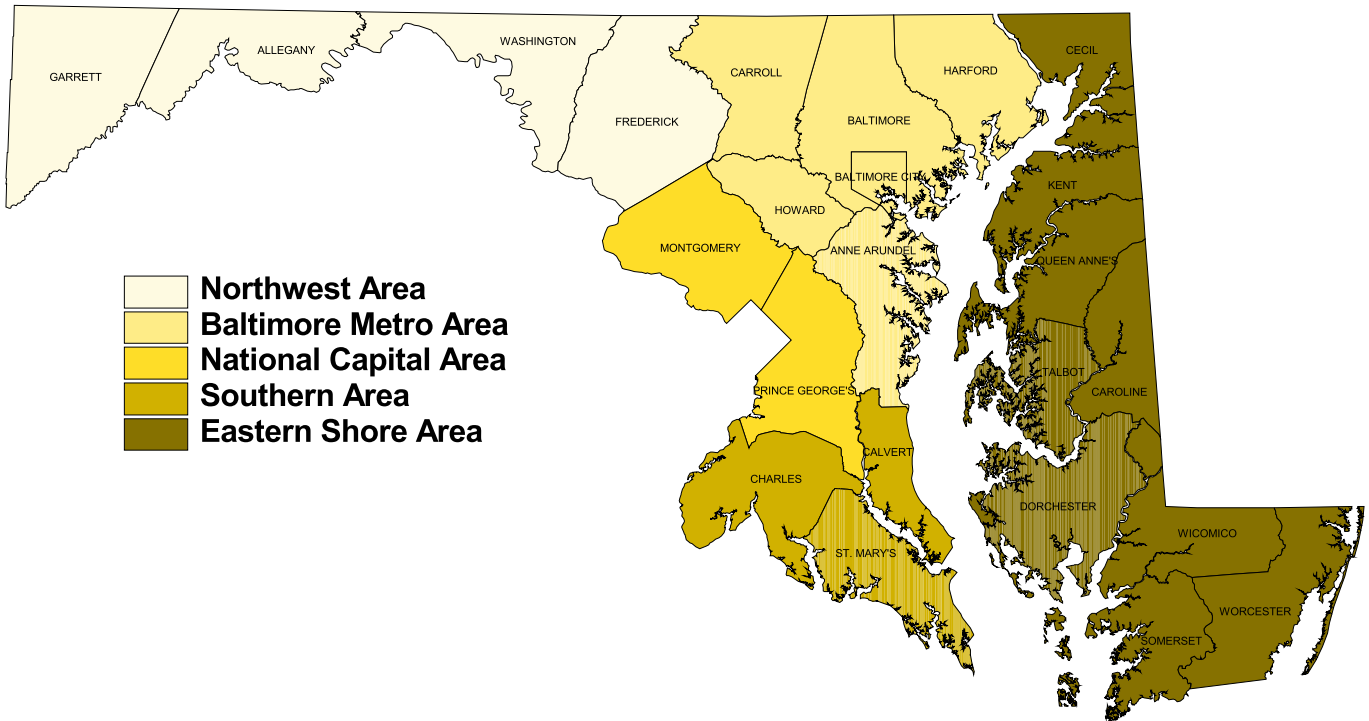 GARRETT
ALLEGANY
WASHINGTON
FREDERICK
CARROLL
BALTIMORE
HARFORD
CECIL
BALTIMORE CITY
KENT
HOWARD
MONTGOMERY
ANNE ARUNDEL
QUEEN ANNE'S
Northwest Area
Baltimore Metro Area
National Capital Area
Southern Area
Eastern Shore Area
PRINCE GEORGE'S
TALBOT
CAROLINE
CALVERT
CHARLES
DORCHESTER
ST. MARY'S
WICOMICO
WORCESTER
SOMERSET